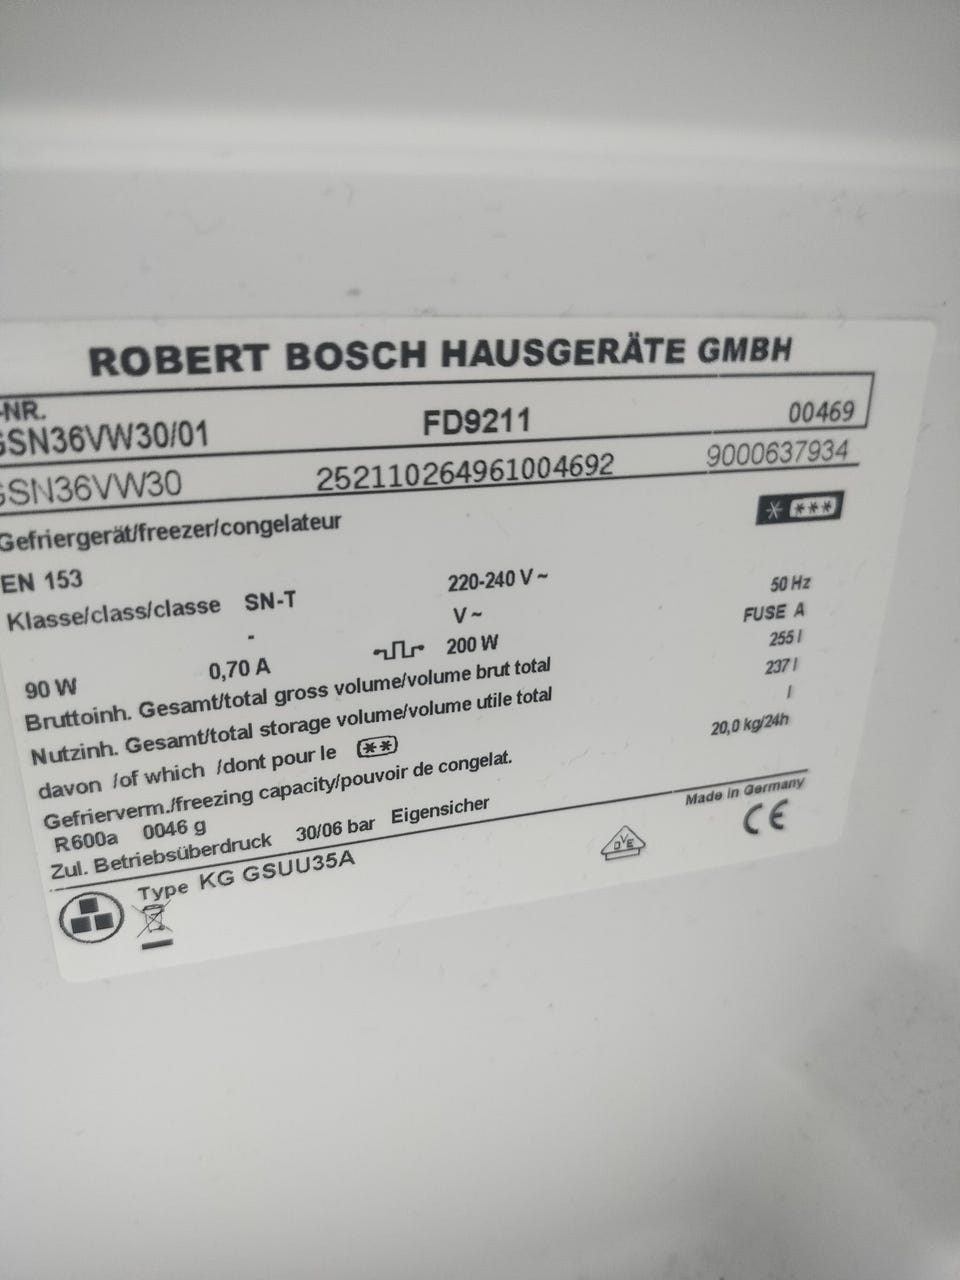 ROBERT BOSCH HAUSGERÄTE GMBH
-NR.
GSN36VW30/01 FD9211 00469
GSN36VW30 252110264961004692 9000637934
Gefriergerät/freezer/congelateur * ***
EN 153
Klasse/class/classe SN-T 220-240 V ~ 50 Hz
- V ~ FUSE A
90 W 0,70 A 200 W 255 l
Bruttoinh. Gesamt/total gross volume/volume brut total 237 l
Nutzinh. Gesamt/total storage volume/volume utile total l
davon /of which /dont pour le ** 20,0 kg/24h
Gefrierverm./freezing capacity/pouvoir de congelat.
R600a 0046 g
Zul. Betriebsüberdruck 30/06 bar Eigensicher Made in Germany
Type KG GSUU35A DVE CE